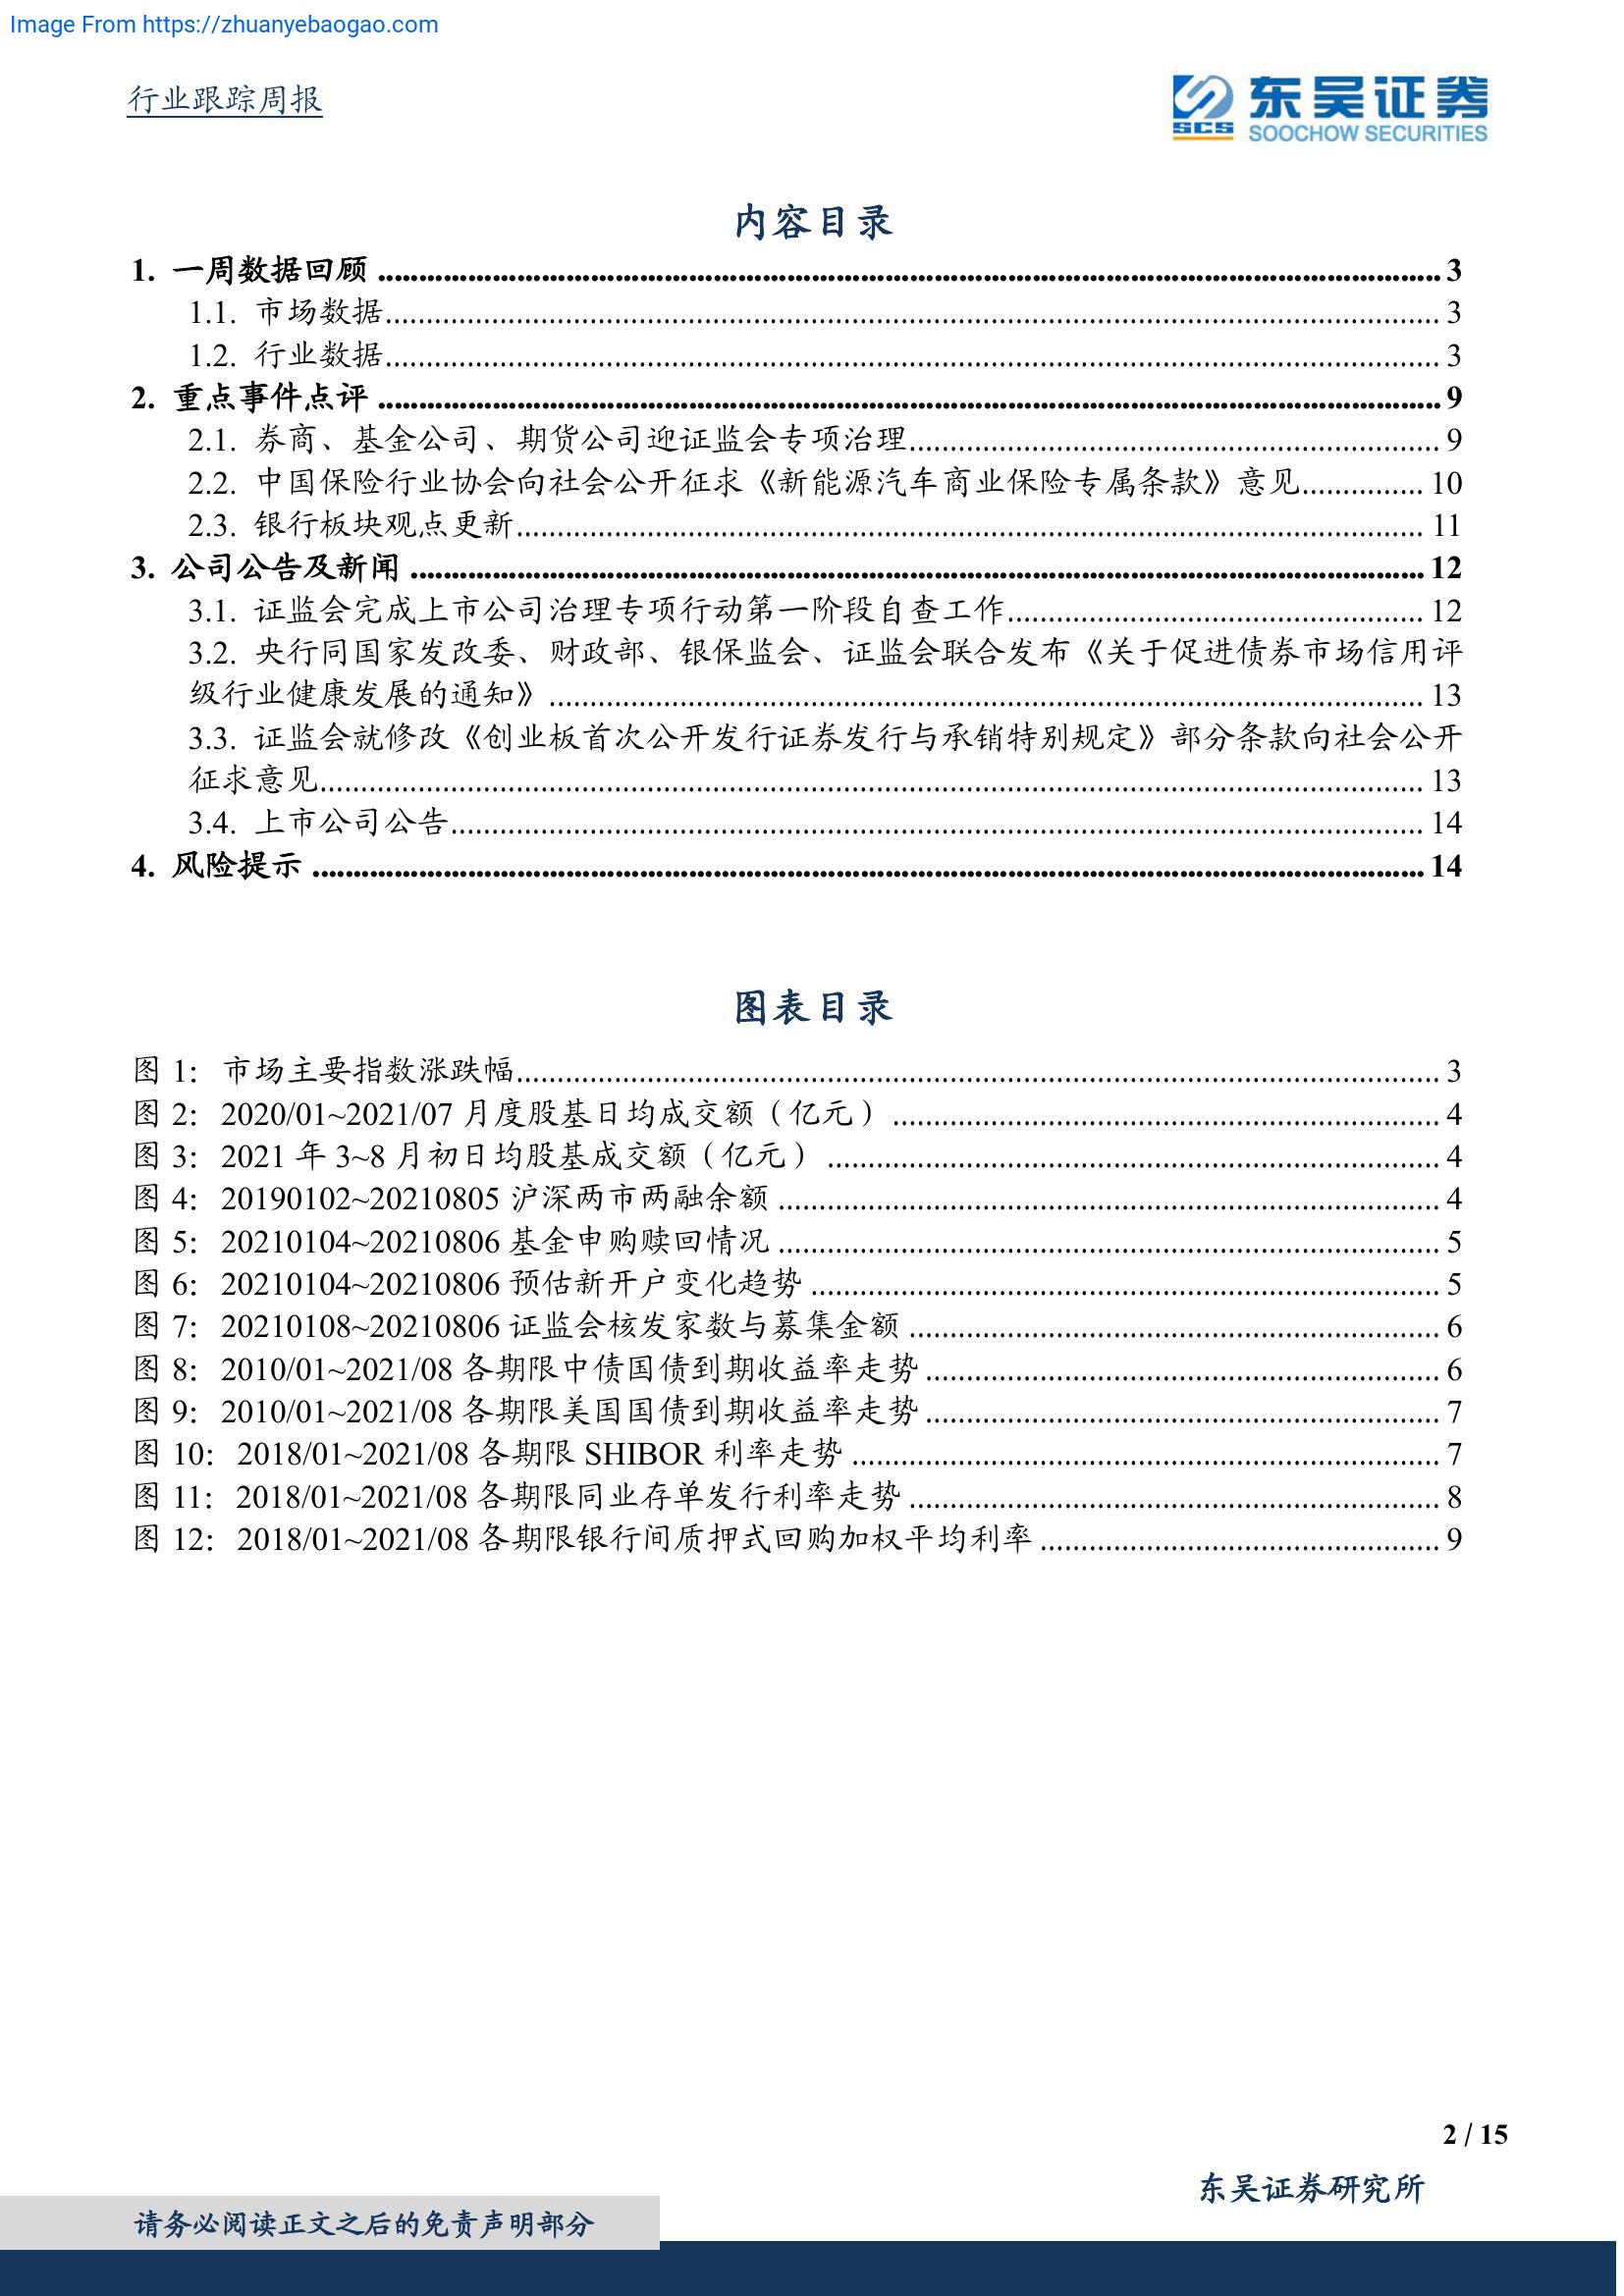 Image From https://zhuanyebaogao.com
行业跟踪周报
东吴证券
SCS
SOOCHOW SECURITIES
内容目录
1. 一周数据回顾 ........ 3
1.1. 市场数据 ........ 3
1.2. 行业数据 ........ 3
2. 重点事件点评 ........ 9
2.1. 券商、基金公司、期货公司迎证监会专项治理 ........ 9
2.2. 中国保险行业协会向社会公开征求《新能源汽车商业保险专属条款》意见 ........ 10
2.3. 银行板块观点更新 ........ 11
3. 公司公告及新闻 ........ 12
3.1. 证监会完成上市公司治理专项行动第一阶段自查工作 ........ 12
3.2. 央行同国家发改委、财政部、银保监会、证监会联合发布《关于促进债券市场信用评
级行业健康发展的通知》 ........ 13
3.3. 证监会就修改《创业板首次公开发行证券发行与承销特别规定》部分条款向社会公开
征求意见 ........ 13
3.4. 上市公司公告 ........ 14
4. 风险提示 ........ 14
图表目录
图 1: 市场主要指数涨跌幅 ........ 3
图 2: 2020/01~2021/07 月度股基日均成交额（亿元） ........ 4
图 3: 2021 年 3~8 月初日均股基成交额（亿元） ........ 4
图 4: 20190102~20210805 沪深两市两融余额 ........ 4
图 5: 20210104~20210806 基金申购赎回情况 ........ 5
图 6: 20210104~20210806 预估新开户变化趋势 ........ 5
图 7: 20210108~20210806 证监会核发家数与募集金额 ........ 6
图 8: 2010/01~2021/08 各期限中债国债到期收益率走势 ........ 6
图 9: 2010/01~2021/08 各期限美国国债到期收益率走势 ........ 7
图 10: 2018/01~2021/08 各期限 SHIBOR 利率走势 ........ 7
图 11: 2018/01~2021/08 各期限同业存单发行利率走势 ........ 8
图 12: 2018/01~2021/08 各期限银行间质押式回购加权平均利率 ........ 9
2 / 15
东吴证券研究所
请务必阅读正文之后的免责声明部分